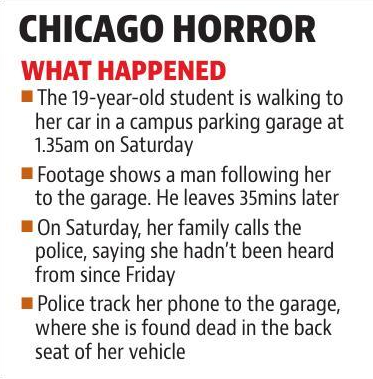 CHICAGO HORROR
WHAT HAPPENED
■ The 19-year-old student is walking to
her car in a campus parking garage at
1.35am on Saturday
■ Footage shows a man following her
to the garage. He leaves 35mins later
■ On Saturday, her family calls the
police, saying she hadn't been heard
from since Friday
■ Police track her phone to the garage,
where she is found dead in the back
seat of her vehicle